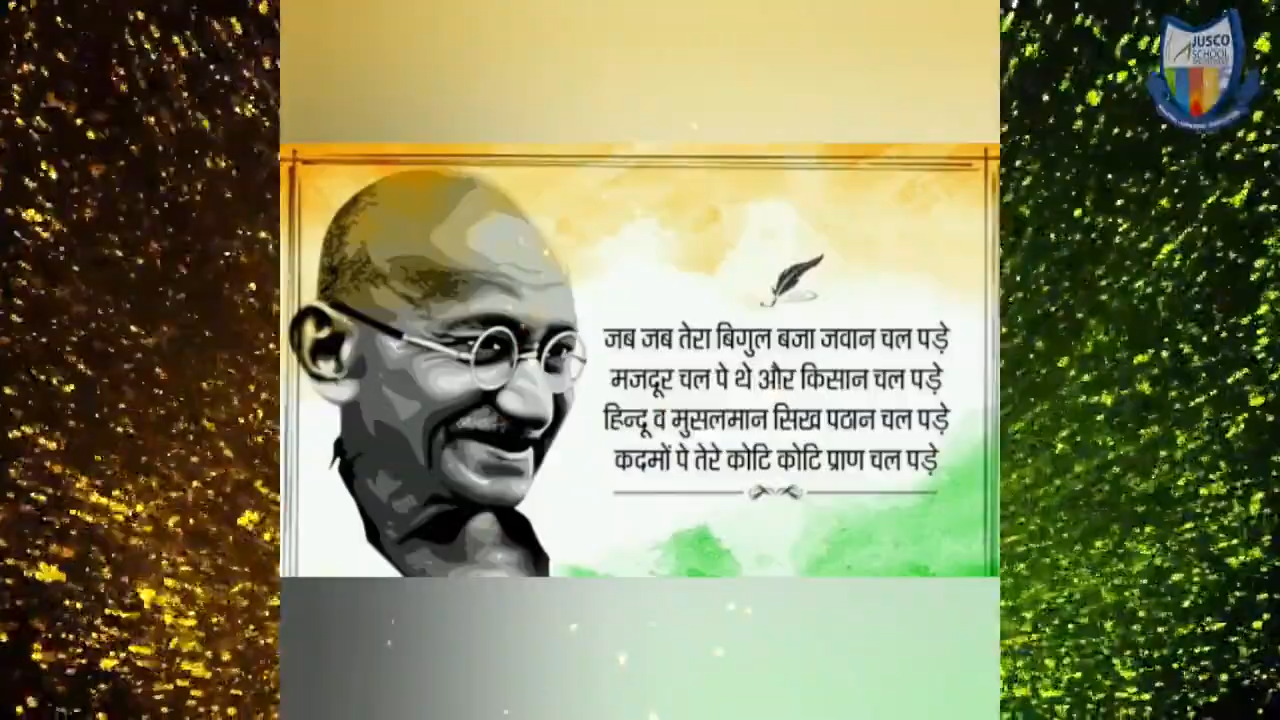 JUSCO
SCHOOL
जब जब तेरा बिगुल बजा जवान चल पड़े
मजदूर चल पे थे और किसान चल पड़े
हिन्दू व मुसलमान सिख पठान चल पड़े
कदमों पे तेरे कोटि कोटि प्राण चल पड़े